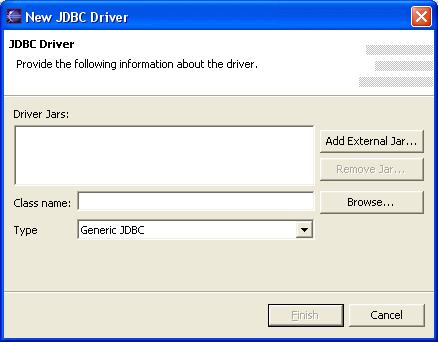 New JDBC Driver
JDBC Driver
Provide the following information about the driver.
Driver Jars:
Add External Jar...
Remove Jar...
Class name:
Browse...
Type
Generic JDBC
Finish
Cancel